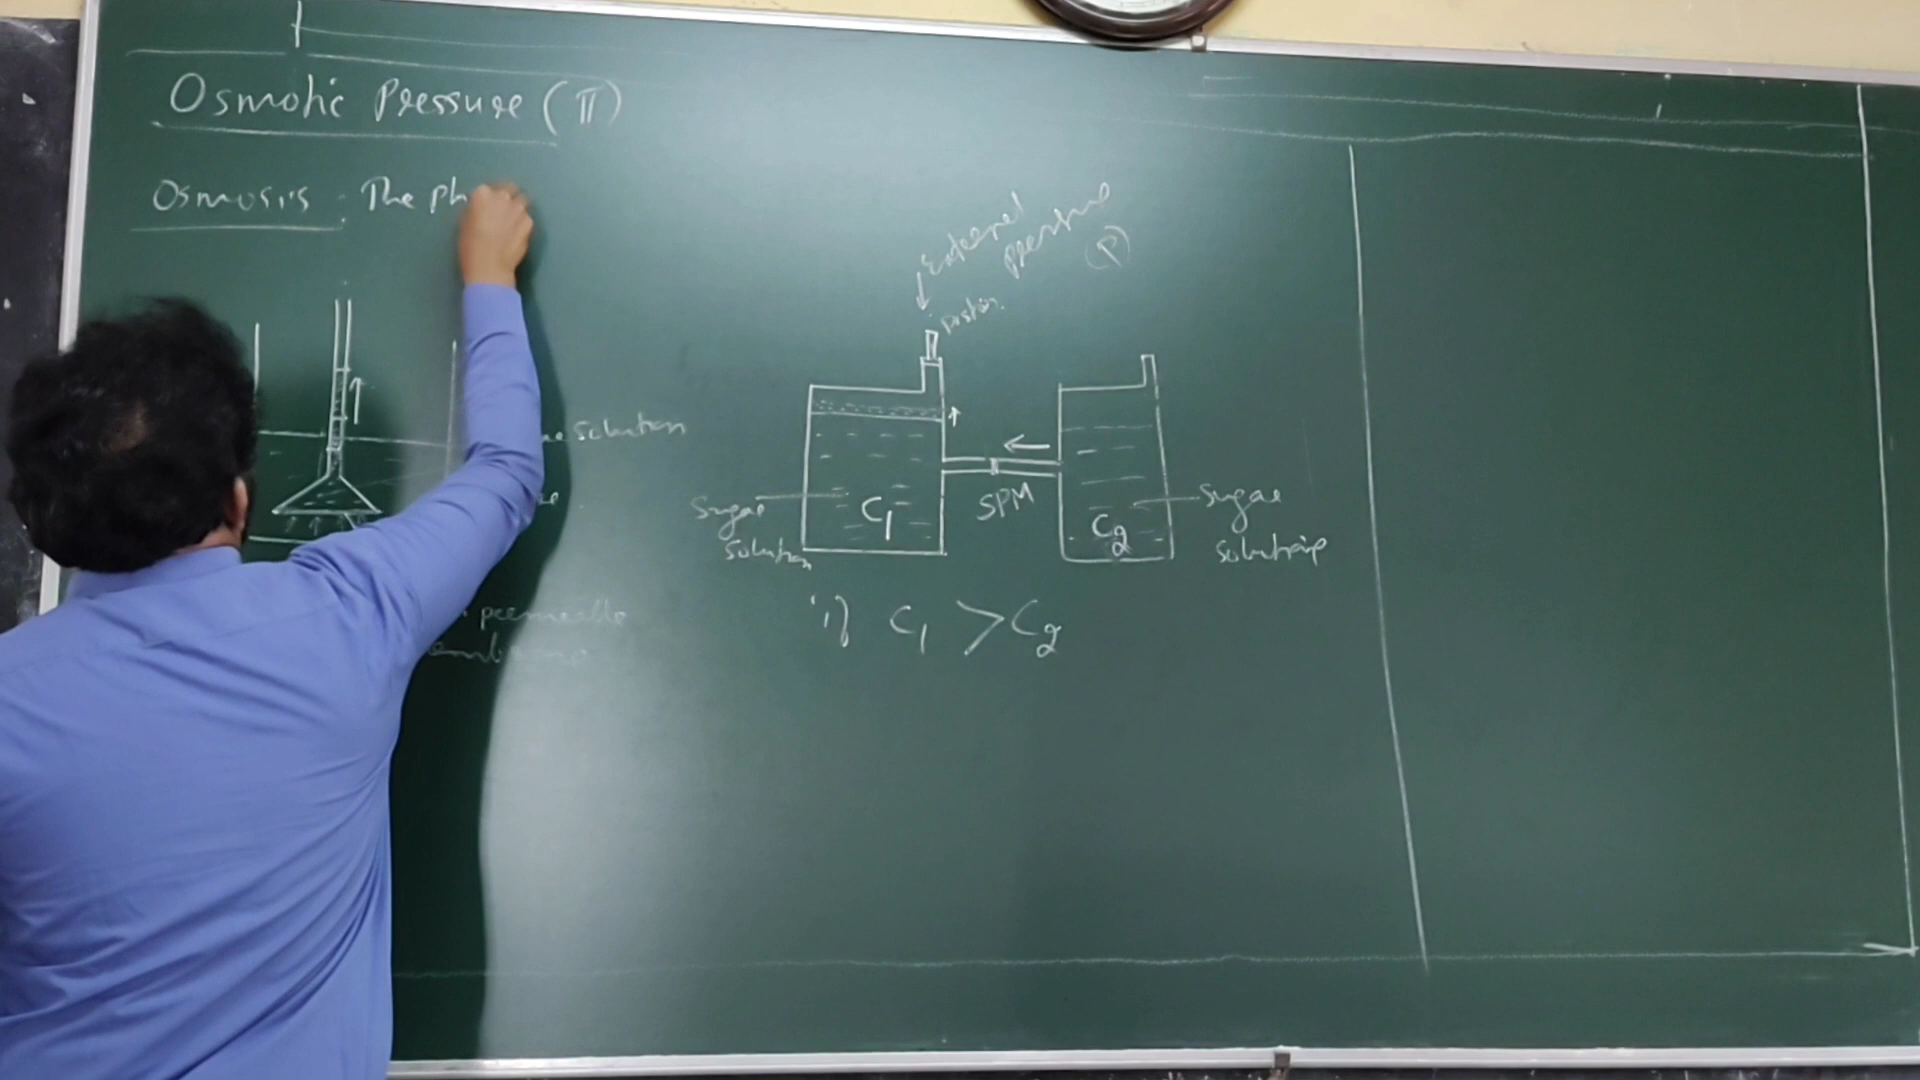 Osmotic Pressure (π)
Osmosis : The ph
External
pressure
(P)
piston.
solution
Sugar
solution
C1
SPM
C2
Sugar
solution
permeable
if C1 > C2